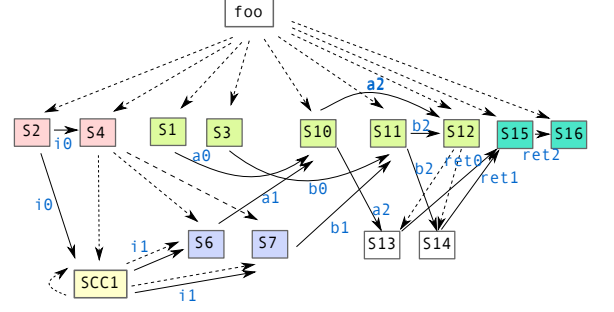 foo
a2
S2
S4
S1
S3
S10
S11
b2
S12
S15
S16
i0
a0
ret0
ret2
b2
ret1
a1
b0
i0
a2
b1
i1
S6
S7
S13
S14
SCC1
i1